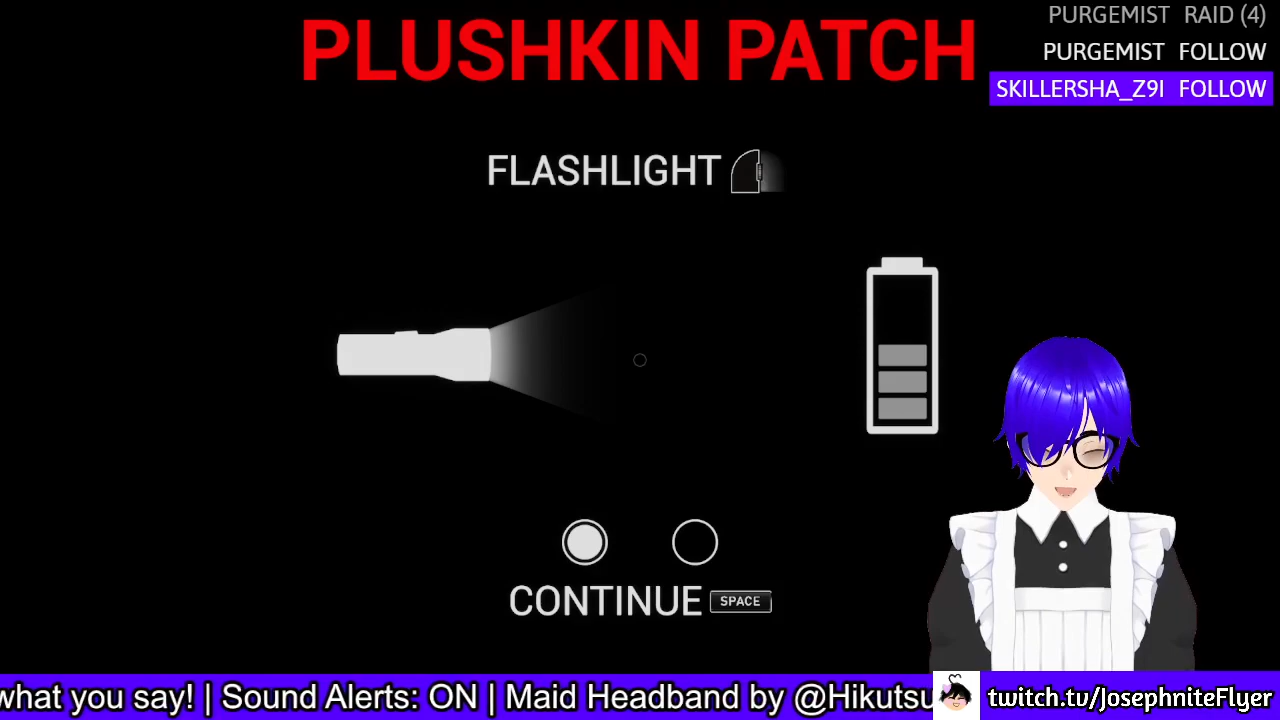 PLUSHKIN PATCH
PURGEMIST RAID (4)
PURGEMIST FOLLOW
SKILLERSHA_Z9I FOLLOW
FLASHLIGHT
CONTINUE SPACE
what you say! | Sound Alerts: ON | Maid Headband by @Hikutsu
twitch.tv/JosephniteFlyer